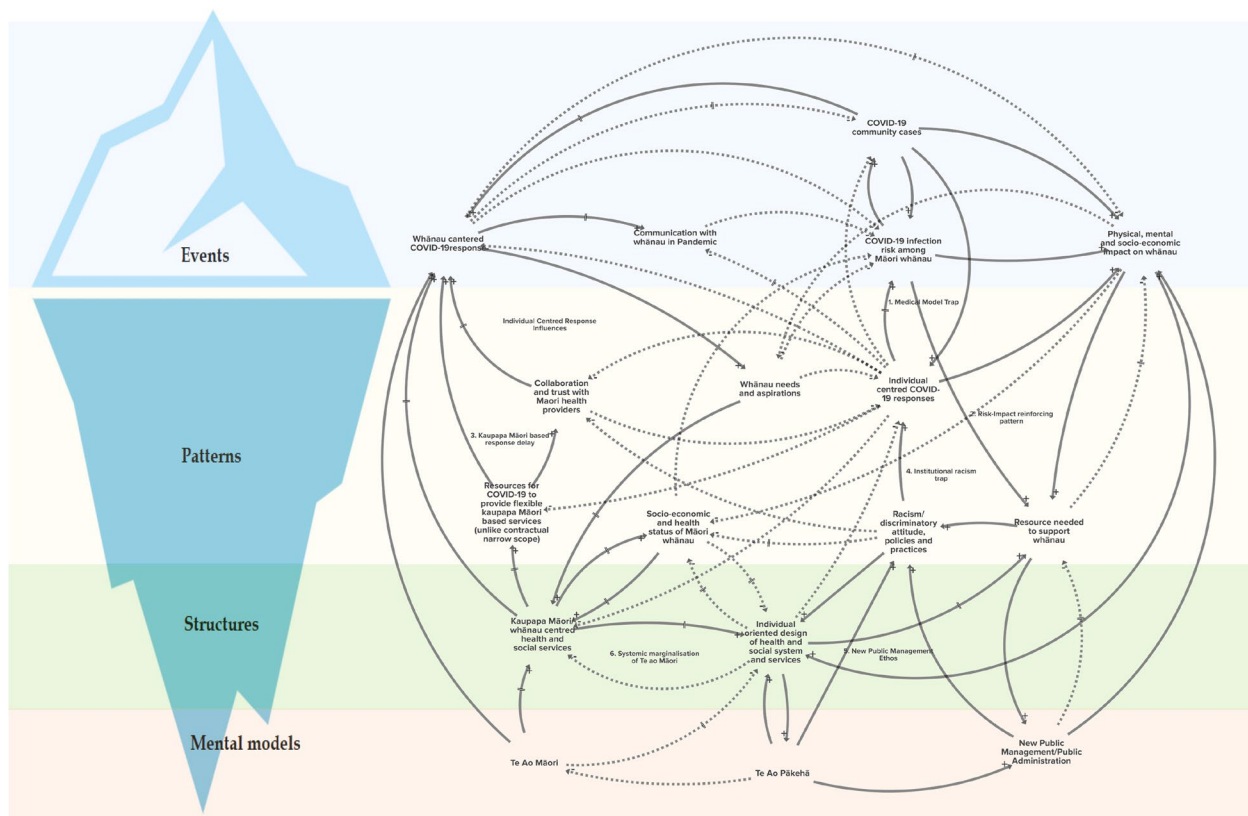 COVID-19
community cases
Whānau cantered
COVID-19response
Communication with
whānau in Pandemic
COVID-19 infection
risk among
Māori whānau
Physical, mental
and socio-economic
impact on whānau
Events
1. Medical Model Trap
Individual Centred Response
Influences
Collaboration
and trust with
Maori health
providers
Whānau needs
and aspirations
Individual
centred COVID-
19 responses
2. Risk-Impact reinforcing
pattern
3. Kaupapa Māori based
response delay
Patterns
4. Institutional racism
trap
Resources for
COVID-19 to
provide flexible
kaupapa Māori
based services
(unlike contractual
narrow scope)
Socio-economic
and health
status of Māori
whānau
Racism/
discriminatory
attitude,
policies and
practices
Resource needed
to support
whānau
Structures
Kaupapa Māori/
whānau centred
health and
social services
6. Systemic marginalisation
of Te ao Māori
Individual
oriented design
of health and
social system
and services
5. New Public Management
Ethos
Mental models
Te Ao Māori
Te Ao Pākehā
New Public
Management/Public
Administration